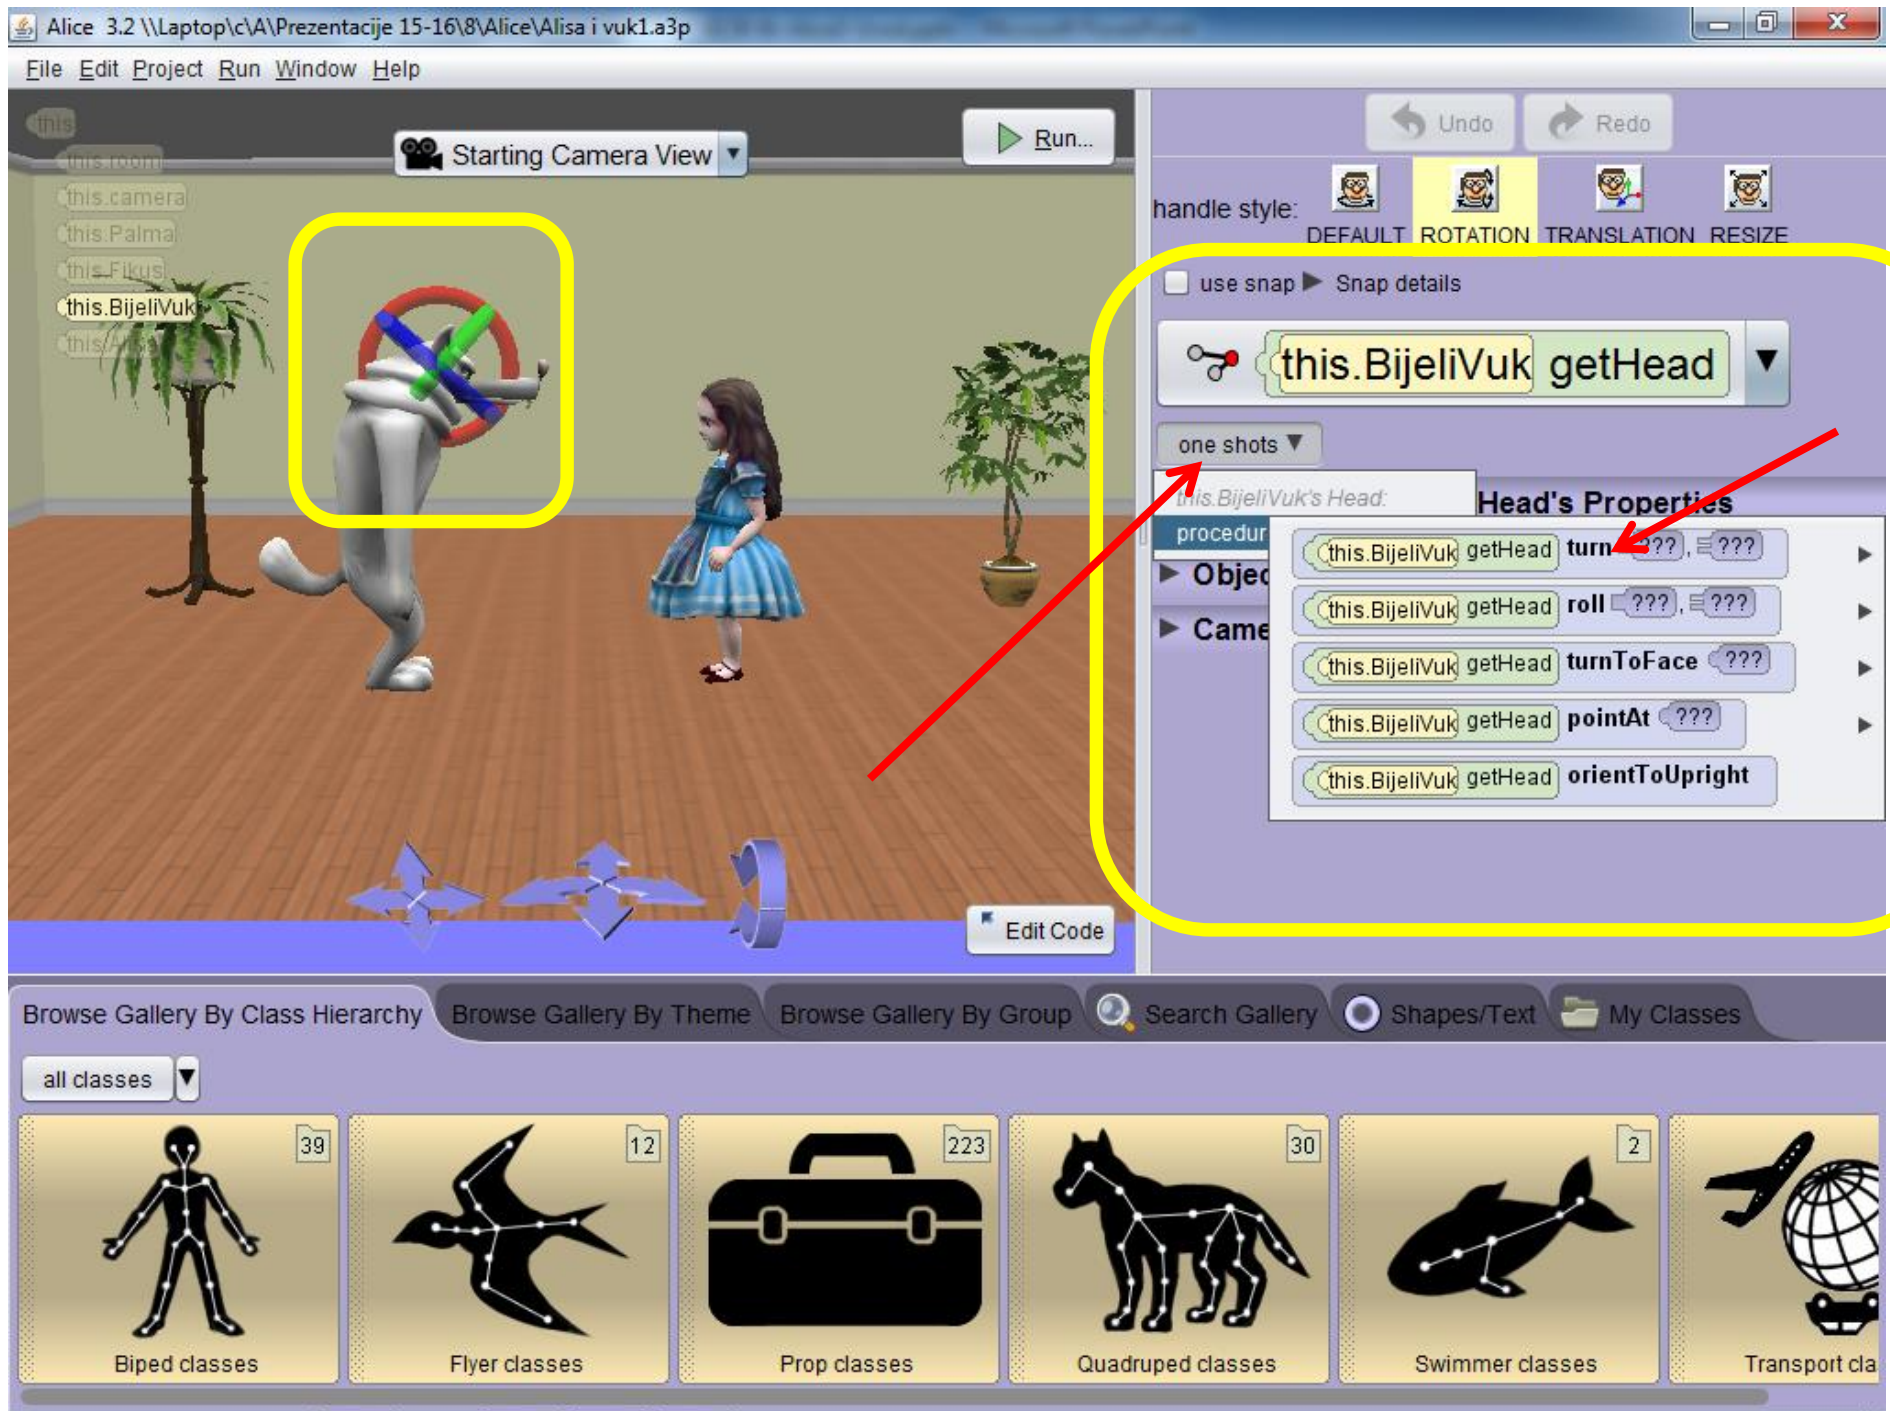 Alice 3.2 \\Laptop\c\A\Prezentacije 15-16\8\Alice\Alisa i vuk1.a3p
File Edit Project Run Window Help
this
this.room
this.camera
this.Palma
this.Fikus
this.BijeliVuk
Starting Camera View
Run...
Edit Code
Undo Redo
handle style:
DEFAULT ROTATION TRANSLATION RESIZE
use snap Snap details
this.BijeliVuk getHead
one shots
this.BijeliVuk's Head:
Head's Properties
procedur
this.BijeliVuk getHead turn ???, ???
Objec
this.BijeliVuk getHead roll ???, ???
Came
this.BijeliVuk getHead turnToFace ???
this.BijeliVuk getHead pointAt ???
this.BijeliVuk getHead orientToUpright
Browse Gallery By Class Hierarchy Browse Gallery By Theme Browse Gallery By Group Search Gallery Shapes/Text My Classes
all classes
39 12 223 30 2
Biped classes Flyer classes Prop classes Quadruped classes Swimmer classes Transport cla